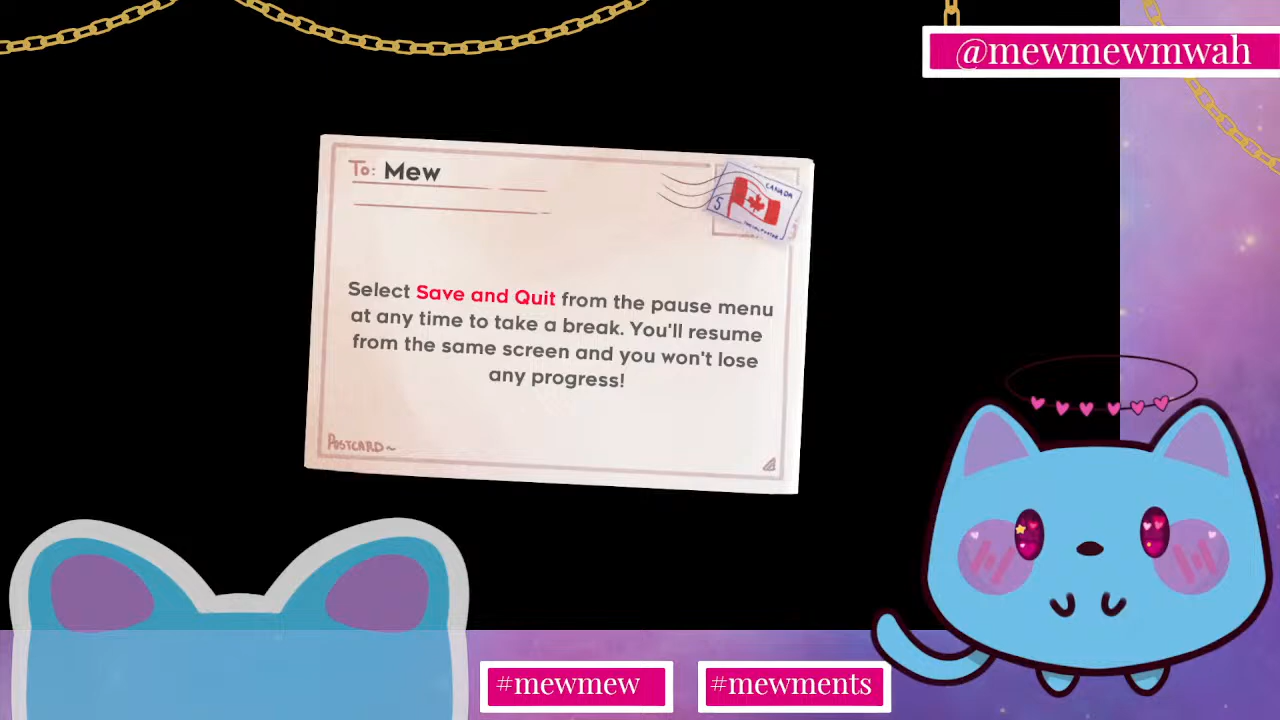 @mewmewmwah
To: Mew
CANADA
5
Select Save and Quit from the pause menu
at any time to take a break. You'll resume
from the same screen and you won't lose
any progress!
POSTCARD~
#mewmew
#mewments